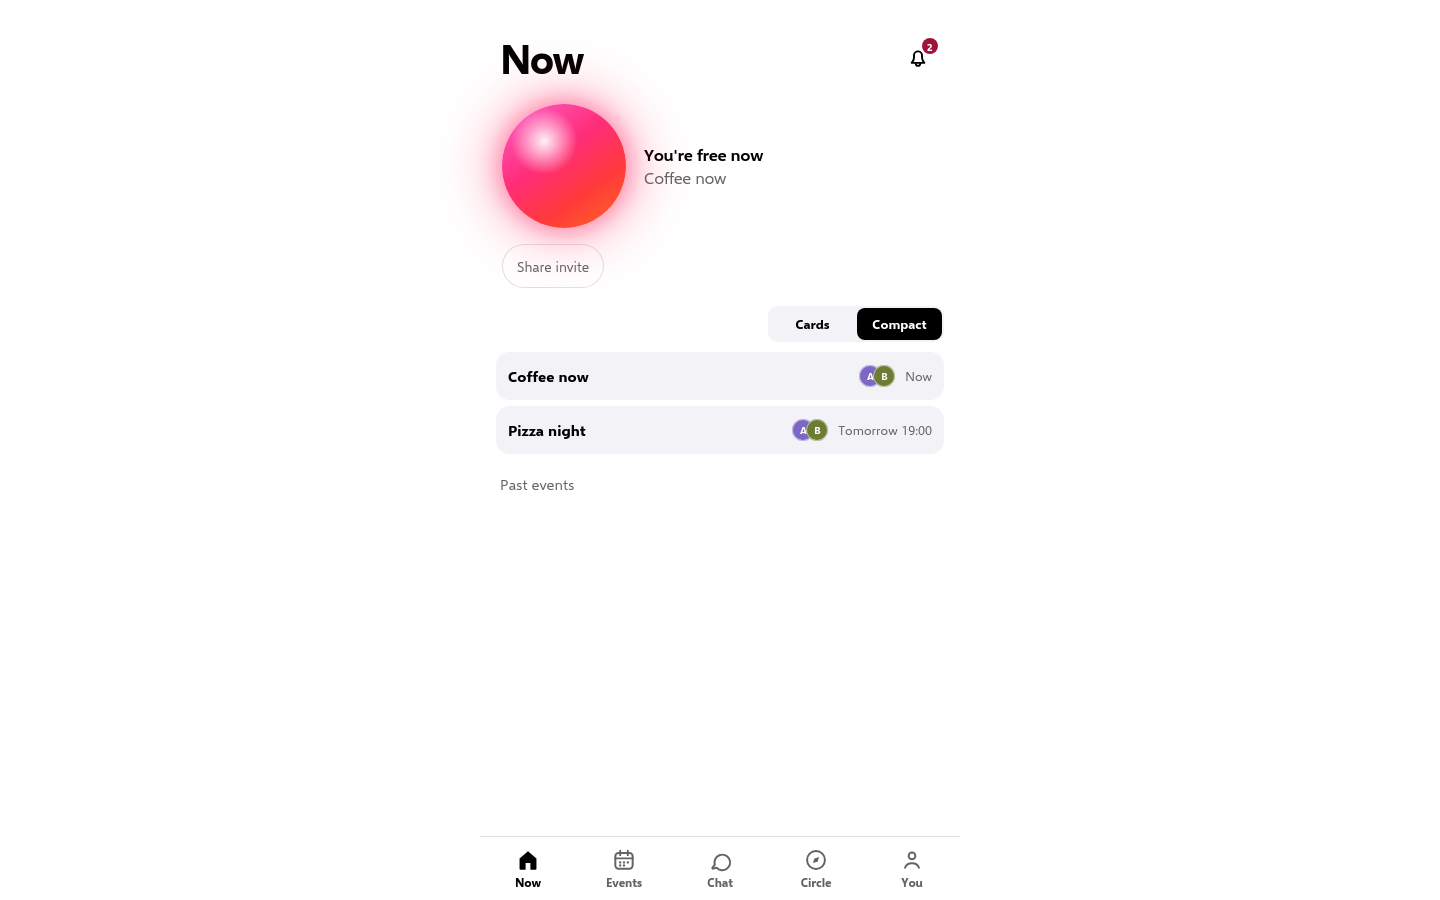 Now
2
You're free now
Coffee now
Share invite
Cards Compact
Coffee now A B Now
Pizza night A B Tomorrow 19:00
Past events
Now Events Chat Circle You